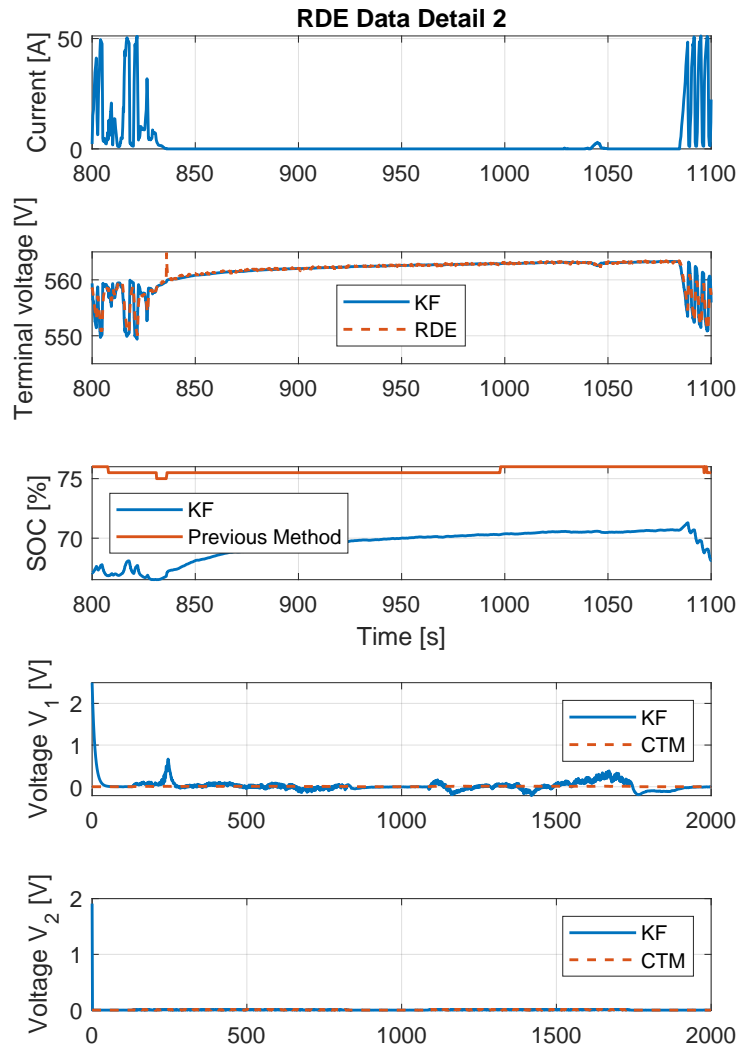 RDE Data Detail 2
Current [A]
50
0
800 850 900 950 1000 1050 1100
Terminal voltage [V]
560
550
KF
RDE
800 850 900 950 1000 1050 1100
SOC [%]
75
70
KF
Previous Method
800 850 900 950 1000 1050 1100
Time [s]
Voltage V_1 [V]
2
1
0
KF
CTM
0 500 1000 1500 2000
Voltage V_2 [V]
2
1
0
KF
CTM
0 500 1000 1500 2000